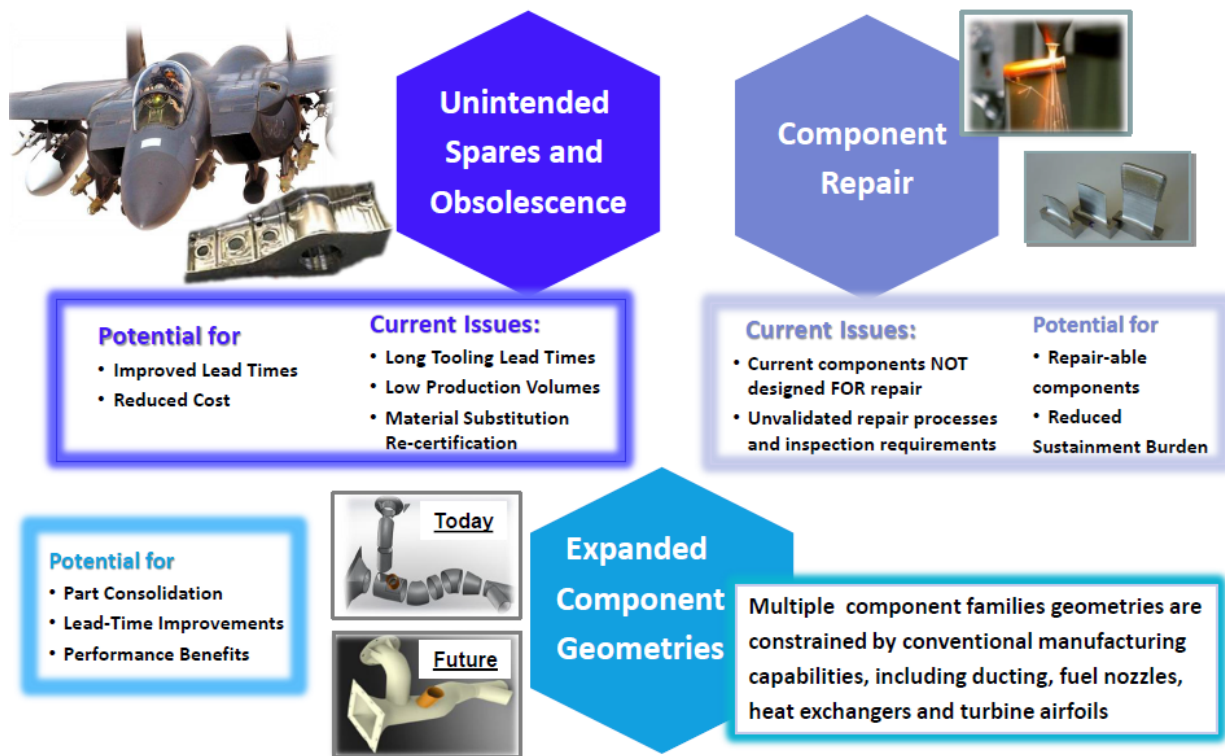 Unintended
Spares and
Obsolescence
Component
Repair
Potential for
• Improved Lead Times
• Reduced Cost
Current Issues:
• Long Tooling Lead Times
• Low Production Volumes
• Material Substitution
Re-certification
Current Issues:
• Current components NOT
designed FOR repair
• Unvalidated repair processes
and inspection requirements
Potential for
• Repair-able
components
• Reduced
Sustainment Burden
Potential for
• Part Consolidation
• Lead-Time Improvements
• Performance Benefits
Today
Future
Expanded
Component
Geometries
Multiple component families geometries are
constrained by conventional manufacturing
capabilities, including ducting, fuel nozzles,
heat exchangers and turbine airfoils